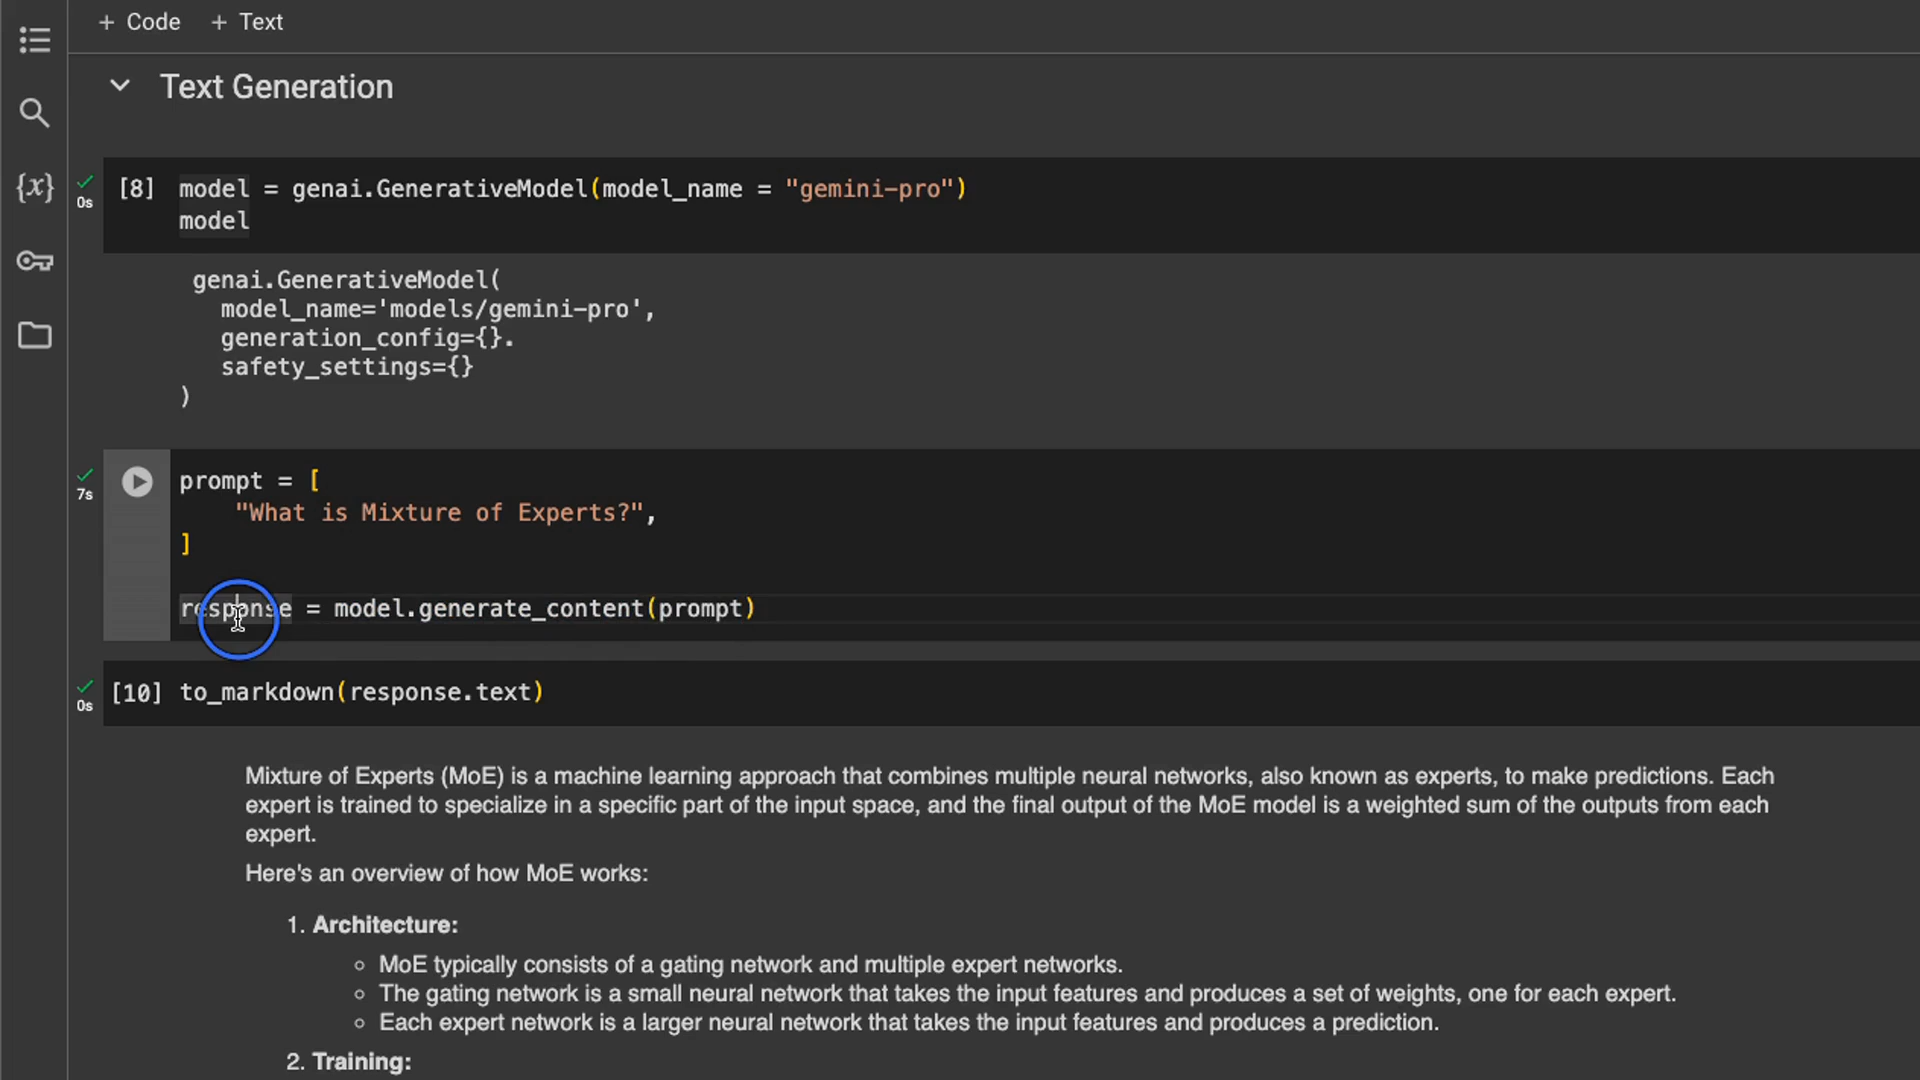 + Code + Text
Text Generation
0s
[8] model = genai.GenerativeModel(model_name = "gemini-pro")
model
genai.GenerativeModel(
model_name='models/gemini-pro',
generation_config={}.
safety_settings={}
)
7s
prompt = [
"What is Mixture of Experts?",
]
response = model.generate_content(prompt)
0s
[10] to_markdown(response.text)
Mixture of Experts (MoE) is a machine learning approach that combines multiple neural networks, also known as experts, to make predictions. Each
expert is trained to specialize in a specific part of the input space, and the final output of the MoE model is a weighted sum of the outputs from each
expert.
Here's an overview of how MoE works:
1. Architecture:
○ MoE typically consists of a gating network and multiple expert networks.
○ The gating network is a small neural network that takes the input features and produces a set of weights, one for each expert.
○ Each expert network is a larger neural network that takes the input features and produces a prediction.
2. Training: